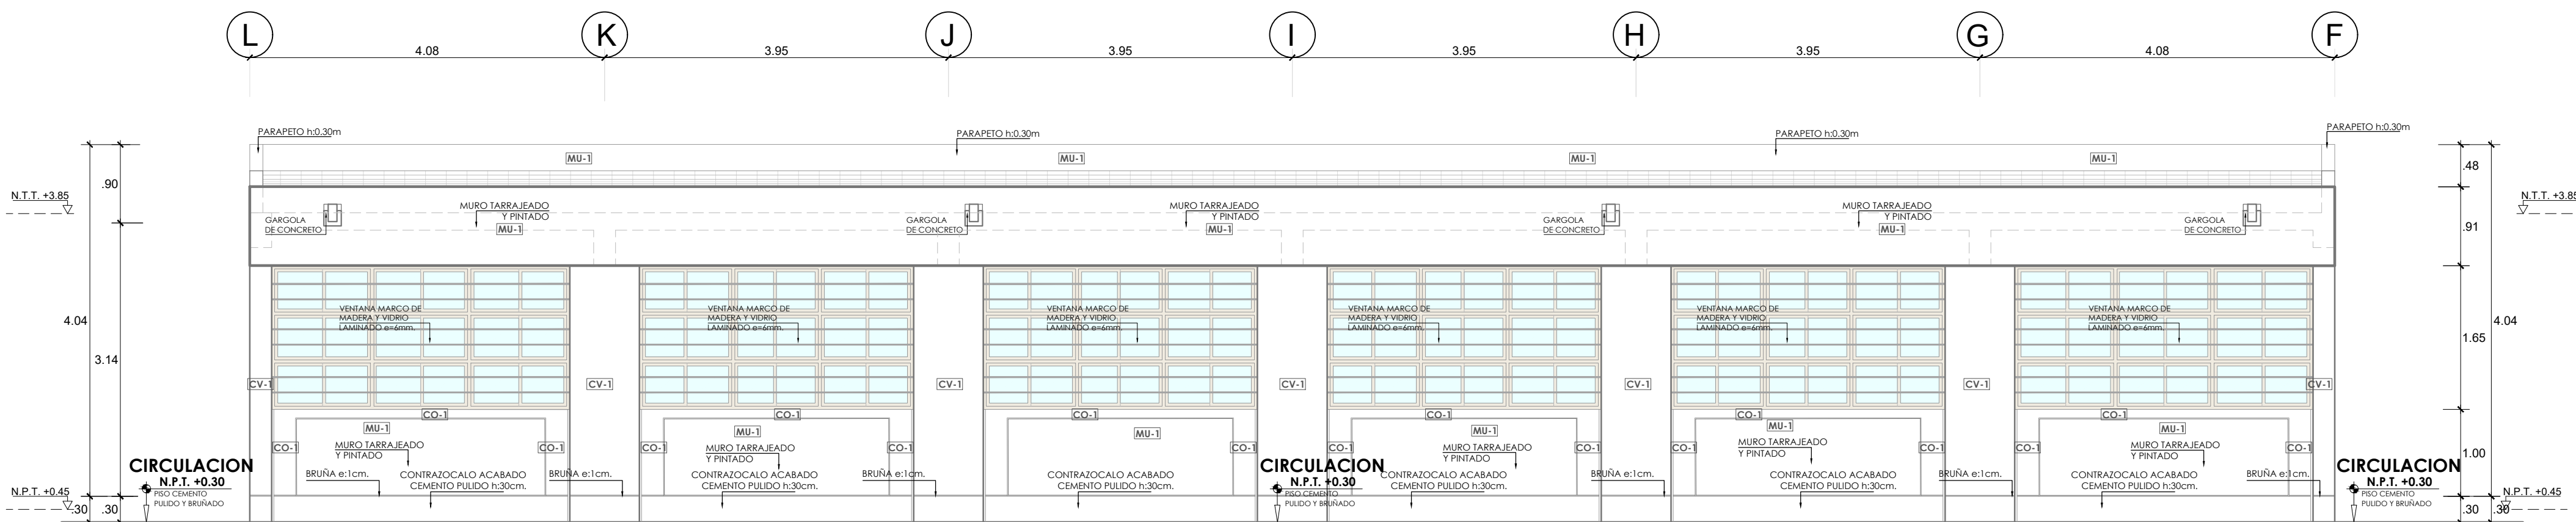 L
K
J
I
H
G
F
4.08
3.95
3.95
3.95
3.95
4.08
PARAPETO h:0.30m
PARAPETO h:0.30m
PARAPETO h:0.30m
PARAPETO h:0.30m
MU-1
MU-1
MU-1
MU-1
.90
.48
N.T.T. +3.85
N.T.T. +3.85
GARGOLA
DE CONCRETO
MURO TARRAJEADO
Y PINTADO
MU-1
GARGOLA
DE CONCRETO
MURO TARRAJEADO
Y PINTADO
MU-1
GARGOLA
DE CONCRETO
MURO TARRAJEADO
Y PINTADO
MU-1
GARGOLA
DE CONCRETO
.91
VENTANA MARCO DE
MADERA Y VIDRIO
LAMINADO e=6mm.
VENTANA MARCO DE
MADERA Y VIDRIO
LAMINADO e=6mm.
VENTANA MARCO DE
MADERA Y VIDRIO
LAMINADO e=6mm.
VENTANA MARCO DE
MADERA Y VIDRIO
LAMINADO e=6mm.
VENTANA MARCO DE
MADERA Y VIDRIO
LAMINADO e=6mm.
VENTANA MARCO DE
MADERA Y VIDRIO
LAMINADO e=6mm.
4.04
3.14
1.65
4.04
CV-1
CV-1
CV-1
CV-1
CV-1
CV-1
CV-1
CO-1
CO-1
CO-1
CO-1
CO-1
CO-1
MU-1
MU-1
MU-1
MU-1
MU-1
MU-1
CO-1
MURO TARRAJEADO
Y PINTADO
CO-1
CO-1
MURO TARRAJEADO
Y PINTADO
CO-1
CO-1
CO-1
MURO TARRAJEADO
Y PINTADO
CO-1
CO-1
MURO TARRAJEADO
Y PINTADO
CO-1
CO-1
MURO TARRAJEADO
Y PINTADO
CO-1
1.00
CIRCULACION
N.P.T. +0.30
PISO CEMENTO
PULIDO Y BRUÑADO
BRUÑA e:1cm.
CONTRAZOCALO ACABADO
CEMENTO PULIDO h:30cm.
BRUÑA e:1cm.
CONTRAZOCALO ACABADO
CEMENTO PULIDO h:30cm.
BRUÑA e:1cm.
CONTRAZOCALO ACABADO
CEMENTO PULIDO h:30cm.
CIRCULACION
N.P.T. +0.30
PISO CEMENTO
PULIDO Y BRUÑADO
CONTRAZOCALO ACABADO
CEMENTO PULIDO h:30cm.
BRUÑA e:1cm.
CONTRAZOCALO ACABADO
CEMENTO PULIDO h:30cm.
BRUÑA e:1cm.
CONTRAZOCALO ACABADO
CEMENTO PULIDO h:30cm.
BRUÑA e:1cm.
CIRCULACION
N.P.T. +0.30
PISO CEMENTO
PULIDO Y BRUÑADO
N.P.T. +0.45
.30
.30
N.P.T. +0.45
.30
.30